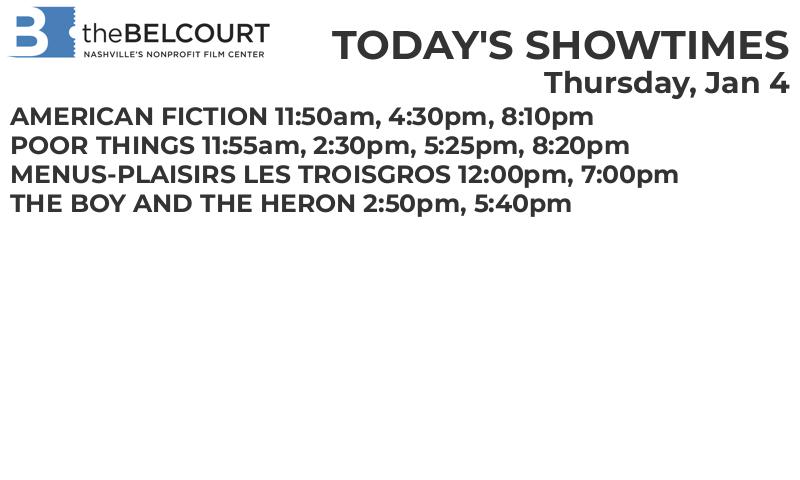 B theBELCOURT
NASHVILLE'S NONPROFIT FILM CENTER
TODAY'S SHOWTIMES
Thursday, Jan 4
AMERICAN FICTION 11:50am, 4:30pm, 8:10pm
POOR THINGS 11:55am, 2:30pm, 5:25pm, 8:20pm
MENUS-PLAISIRS LES TROISGROS 12:00pm, 7:00pm
THE BOY AND THE HERON 2:50pm, 5:40pm